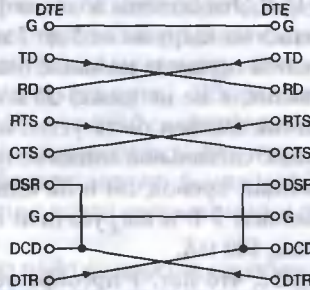 DTE DTE
G G
TD TD
RD RD
RTS RTS
CTS CTS
DSR DSR
G G
DCD DCD
DTR DTR